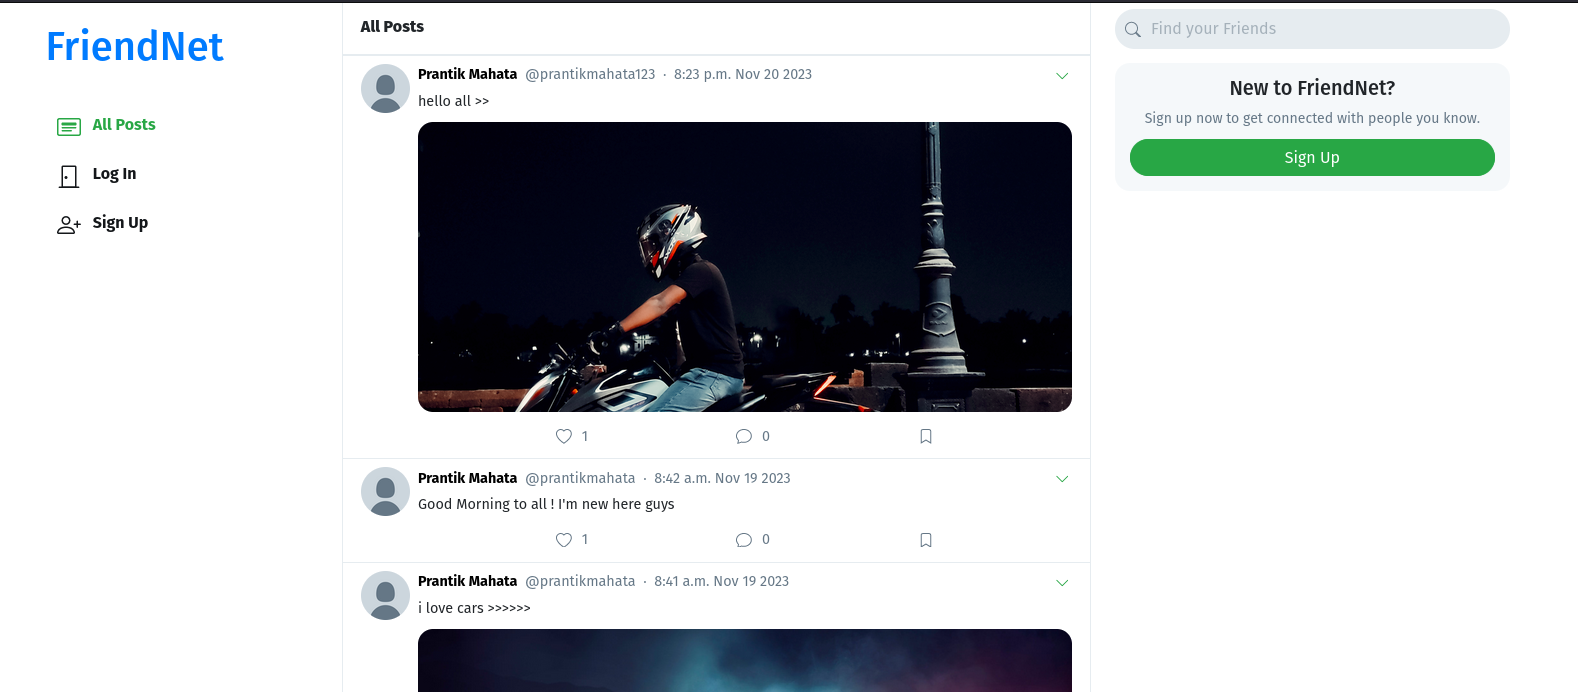 FriendNet
All Posts
Log In
Sign Up
All Posts
Prantik Mahata @prantikmahata123 · 8:23 p.m. Nov 20 2023
hello all >>
1 0
Prantik Mahata @prantikmahata · 8:42 a.m. Nov 19 2023
Good Morning to all ! I'm new here guys
1 0
Prantik Mahata @prantikmahata · 8:41 a.m. Nov 19 2023
i love cars >>>>>>
Find your Friends
New to FriendNet?
Sign up now to get connected with people you know.
Sign Up